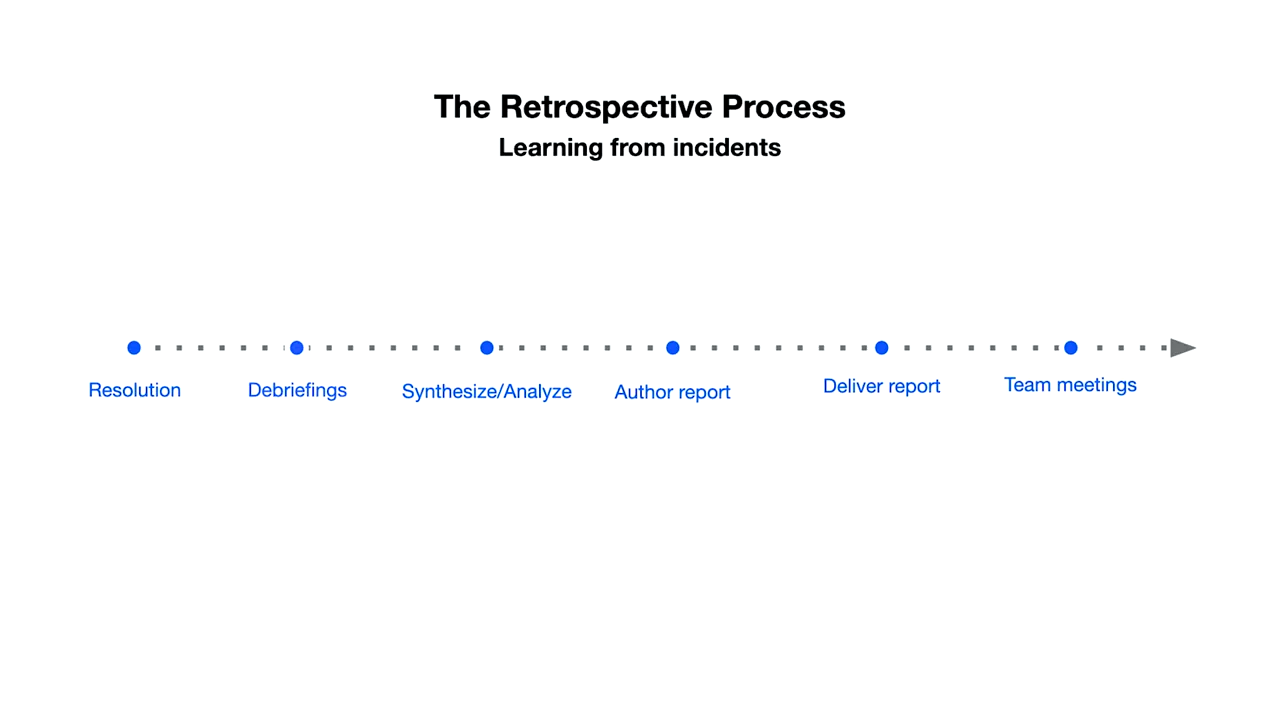 The Retrospective Process
Learning from incidents
Resolution
Debriefings
Synthesize/Analyze
Author report
Deliver report
Team meetings